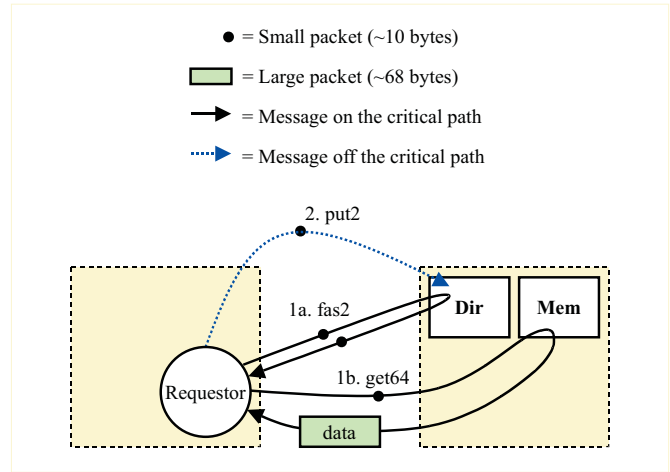 = Small packet (~10 bytes)
= Large packet (~68 bytes)
= Message on the critical path
= Message off the critical path
2. put2
1a. fas2
Dir
Mem
1b. get64
Requestor
data